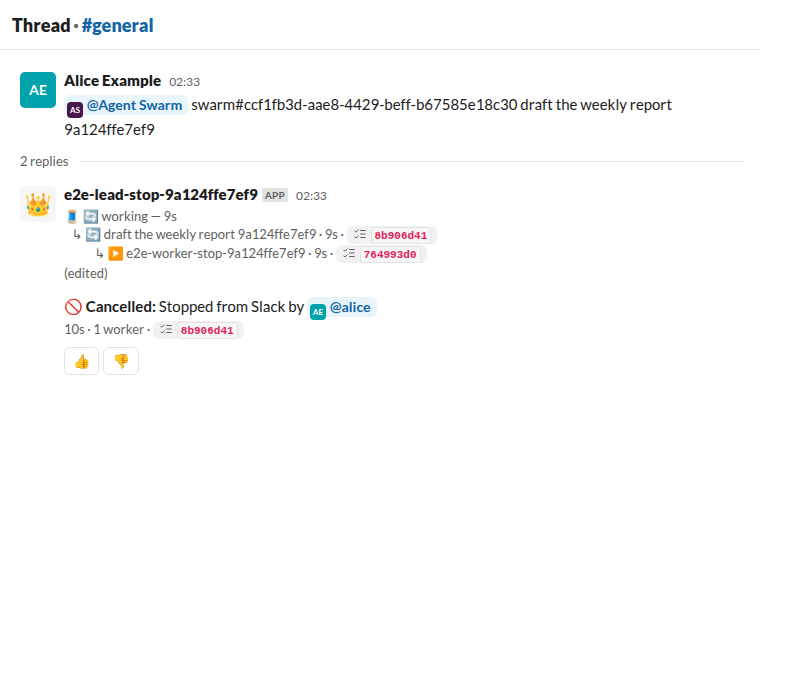 Thread · #general
AE
Alice Example 02:33
AS @Agent Swarm swarm#ccf1fb3d-aae8-4429-beff-b67585e18c30 draft the weekly report
9a124ffe7ef9
2 replies
e2e-lead-stop-9a124ffe7ef9 APP 02:33
🧵 🔄 working — 9s
↳ 🔄 draft the weekly report 9a124ffe7ef9 · 9s · 8b906d41
↳ ▶️ e2e-worker-stop-9a124ffe7ef9 · 9s · 764993d0
(edited)
🚫 Cancelled: Stopped from Slack by AE @alice
10s · 1 worker · 8b906d41